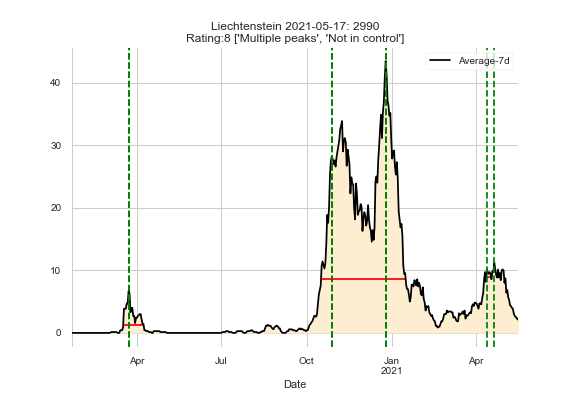 Liechtenstein 2021-05-17: 2990
Rating:8 ['Multiple peaks', 'Not in control']
Average-7d
40
30
20
10
0
Apr Jul Oct Jan Apr
2021
Date